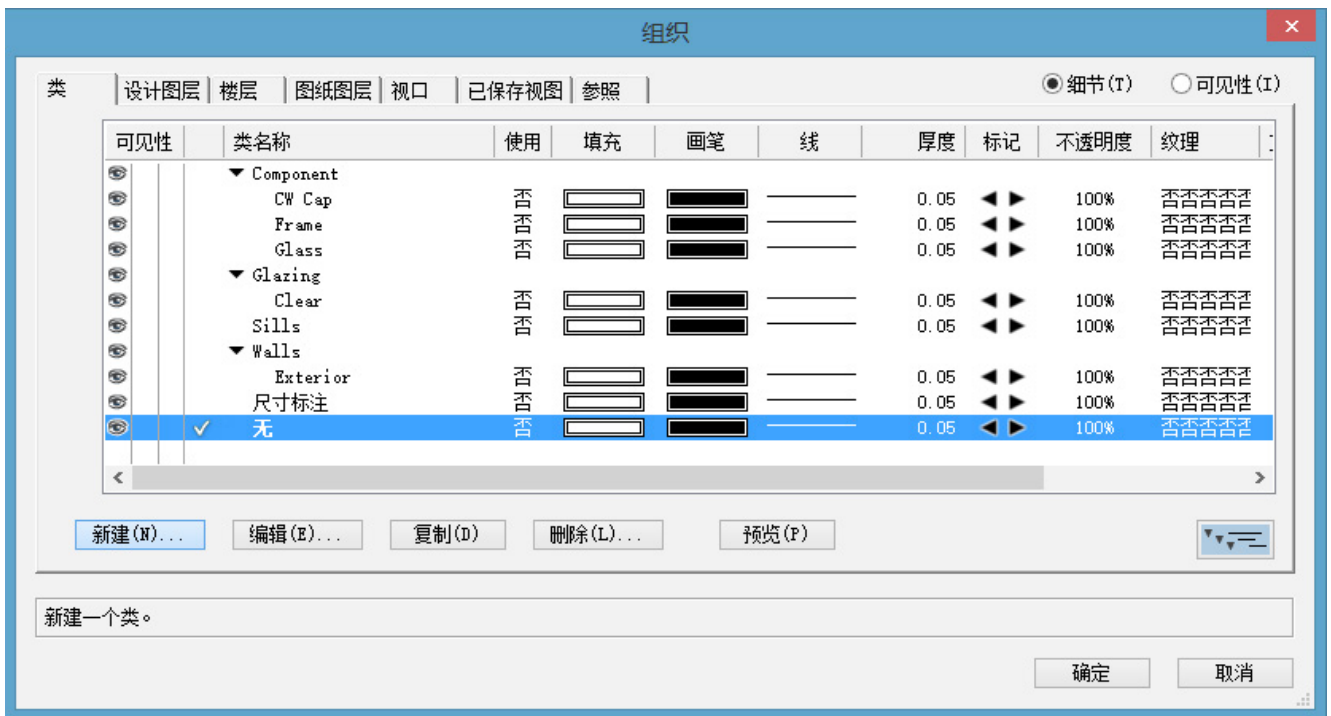 组织
类 设计图层 楼层 图纸图层 视口 已保存视图 参照 细节(T) 可见性(I)
可见性 类名称 使用 填充 画笔 线 厚度 标记 不透明度 纹理
Component
CW Cap 否 0.05 100% 否否否否否
Frame 否 0.05 100% 否否否否否
Glass 否 0.05 100% 否否否否否
Glazing
Clear 否 0.05 100% 否否否否否
Sills 否 0.05 100% 否否否否否
Walls
Exterior 否 0.05 100% 否否否否否
尺寸标注 否 0.05 100% 否否否否否
无 否 0.05 100% 否否否否否
新建(N)... 编辑(E)... 复制(D) 删除(L)... 预览(P)
新建一个类。
确定 取消